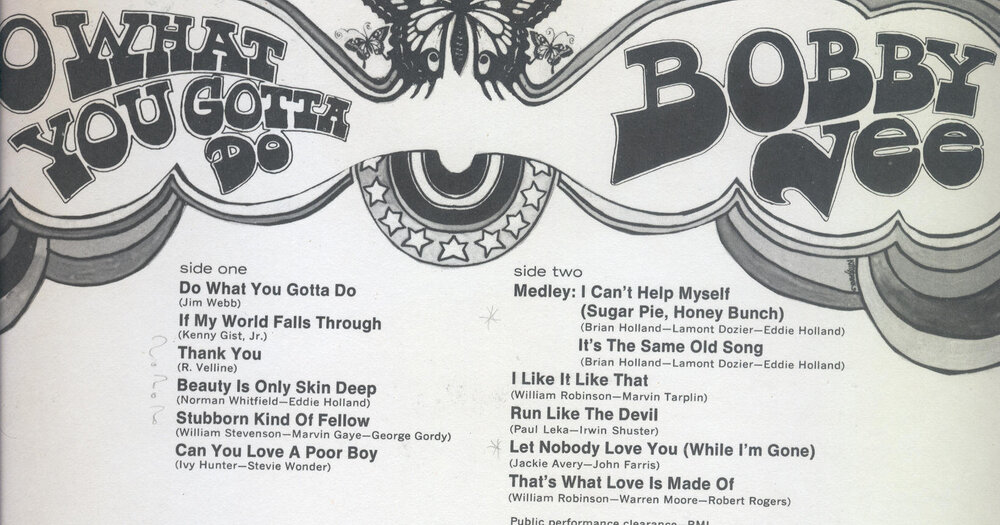 O WHAT
YOU GOTTA
DO
BOBBY
VEE
side one
Do What You Gotta Do
(Jim Webb)
If My World Falls Through
(Kenny Gist, Jr.)
Thank You
(R. Velline)
Beauty Is Only Skin Deep
(Norman Whitfield—Eddie Holland)
Stubborn Kind Of Fellow
(William Stevenson—Marvin Gaye—George Gordy)
Can You Love A Poor Boy
(Ivy Hunter—Stevie Wonder)
side two
Medley: I Can't Help Myself
(Sugar Pie, Honey Bunch)
(Brian Holland—Lamont Dozier—Eddie Holland)
It's The Same Old Song
(Brian Holland—Lamont Dozier—Eddie Holland)
I Like It Like That
(William Robinson—Marvin Tarplin)
Run Like The Devil
(Paul Leka—Irwin Shuster)
Let Nobody Love You (While I'm Gone)
(Jackie Avery—John Farris)
That's What Love Is Made Of
(William Robinson—Warren Moore—Robert Rogers)
Public performance clearance—BMI